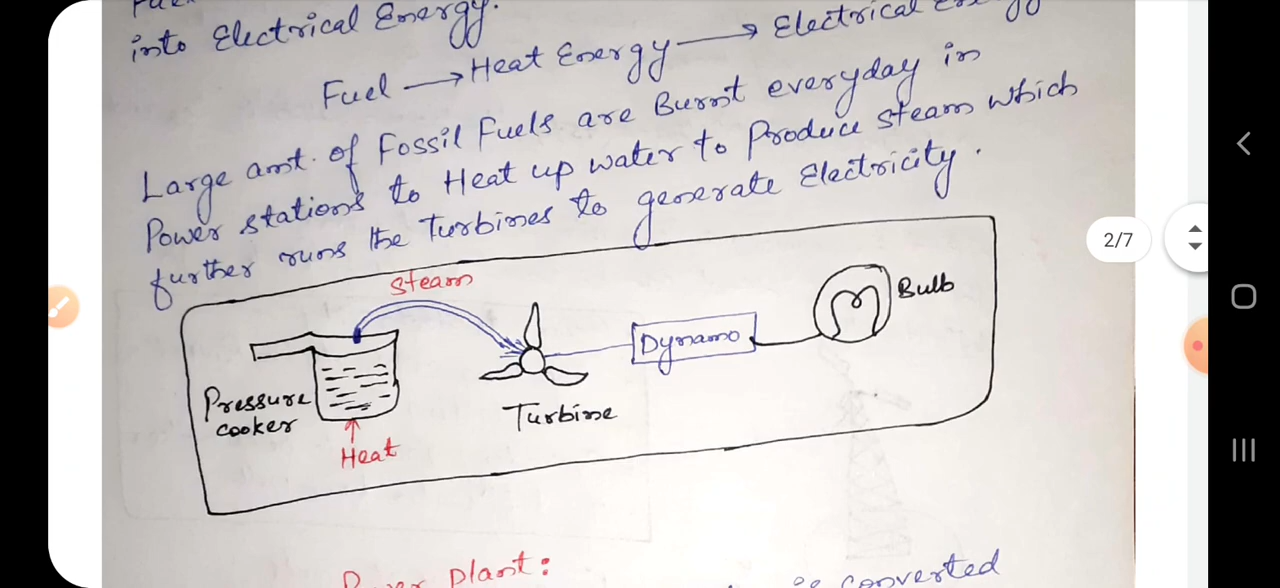 into Electrical Energy.
Fuel → Heat Energy → Electrical
Large amt. of Fossil Fuels are Burnt everyday in
Power stations to Heat up water to Produce steam which
further runs the Turbines to generate Electricity.
2/7
Steam
Bulb
Dynamo
Pressure
cooker
Turbine
Heat
Plant:
is converted